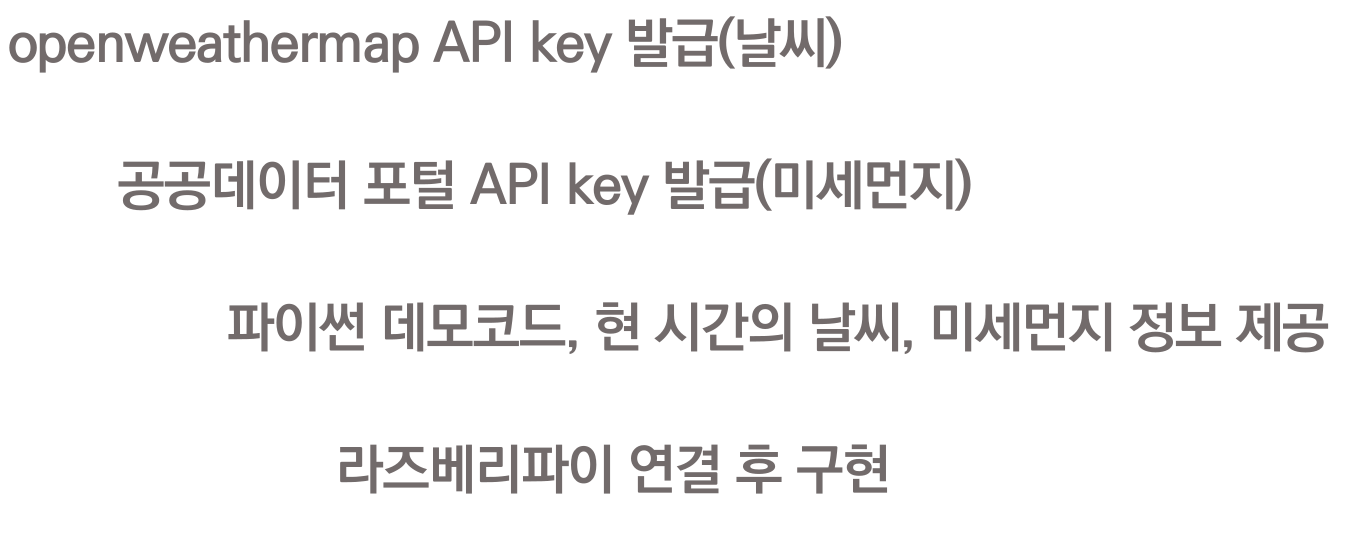 openweathermap API key 발급(날씨)
공공데이터 포털 API key 발급(미세먼지)
파이썬 데모코드, 현 시간의 날씨, 미세먼지 정보 제공
라즈베리파이 연결 후 구현